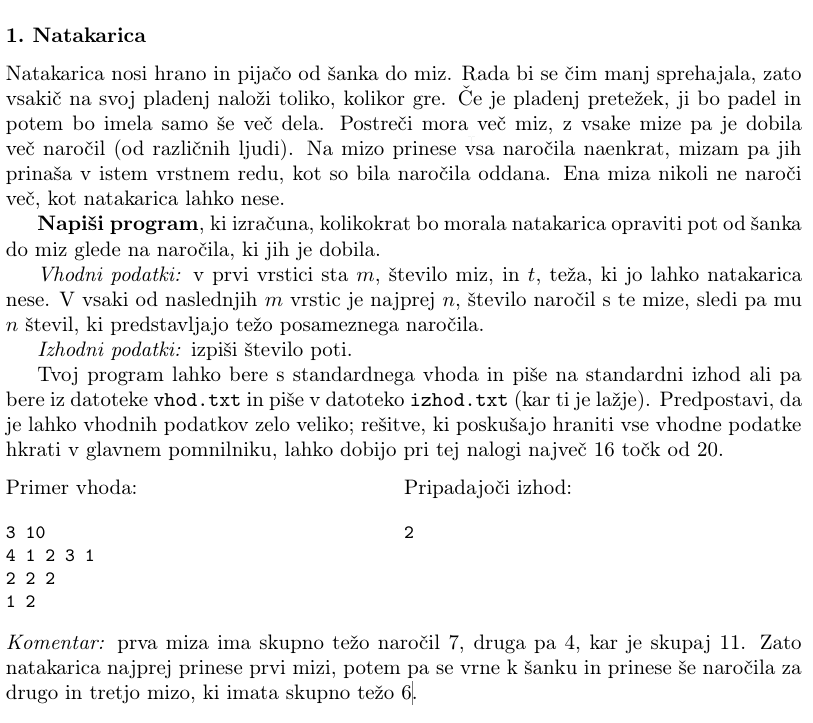 1. Natakarica
Natakarica nosi hrano in pijačo od šanka do miz. Rada bi se čim manj sprehajala, zato
vsakič na svoj pladenj naloži toliko, kolikor gre. Če je pladenj pretežek, ji bo padel in
potem bo imela samo še več dela. Postreči mora več miz, z vsake mize pa je dobila
več naročil (od različnih ljudi). Na mizo prinese vsa naročila naenkrat, mizam pa jih
prinaša v istem vrstnem redu, kot so bila naročila oddana. Ena miza nikoli ne naroči
več, kot natakarica lahko nese.
Napiši program, ki izračuna, kolikokrat bo morala natakarica opraviti pot od šanka
do miz glede na naročila, ki jih je dobila.
Vhodni podatki: v prvi vrstici sta m, število miz, in t, teža, ki jo lahko natakarica
nese. V vsaki od naslednjih m vrstic je najprej n, število naročil s te mize, sledi pa mu
n števil, ki predstavljajo težo posameznega naročila.
Izhodni podatki: izpiši število poti.
Tvoj program lahko bere s standardnega vhoda in piše na standardni izhod ali pa
bere iz datoteke vhod.txt in piše v datoteko izhod.txt (kar ti je lažje). Predpostavi, da
je lahko vhodnih podatkov zelo veliko; rešitve, ki poskušajo hraniti vse vhodne podatke
hkrati v glavnem pomnilniku, lahko dobijo pri tej nalogi največ 16 točk od 20.
Primer vhoda: Pripadajoči izhod:
3 10 2
4 1 2 3 1
2 2 2
1 2
Komentar: prva miza ima skupno težo naročil 7, druga pa 4, kar je skupaj 11. Zato
natakarica najprej prinese prvi mizi, potem pa se vrne k šanku in prinese še naročila za
drugo in tretjo mizo, ki imata skupno težo 6.